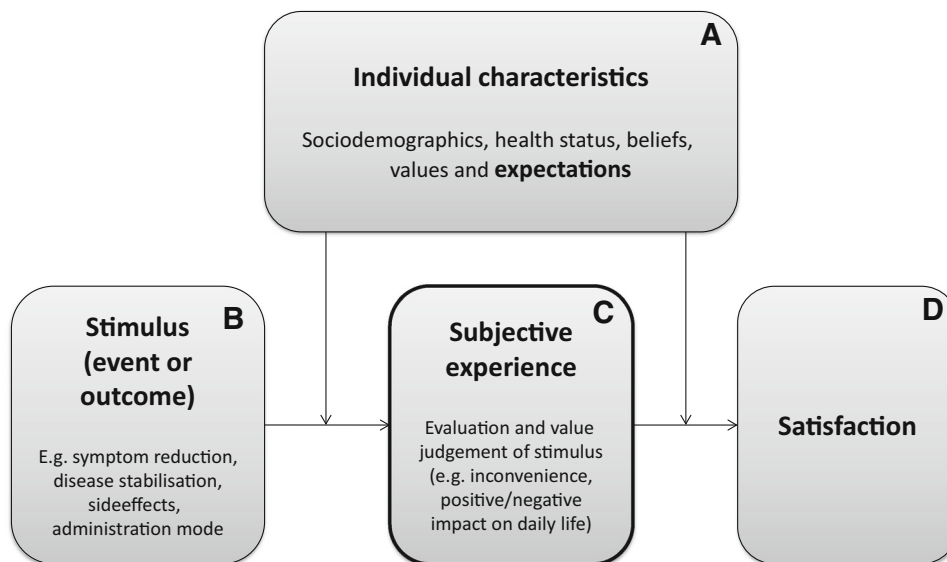 A
Individual characteristics
Sociodemographics, health status, beliefs,
values and expectations
B
Stimulus
(event or
outcome)
E.g. symptom reduction,
disease stabilisation,
sideeffects,
administration mode
C
Subjective
experience
Evaluation and value
judgement of stimulus
(e.g. inconvenience,
positive/negative
impact on daily life)
D
Satisfaction